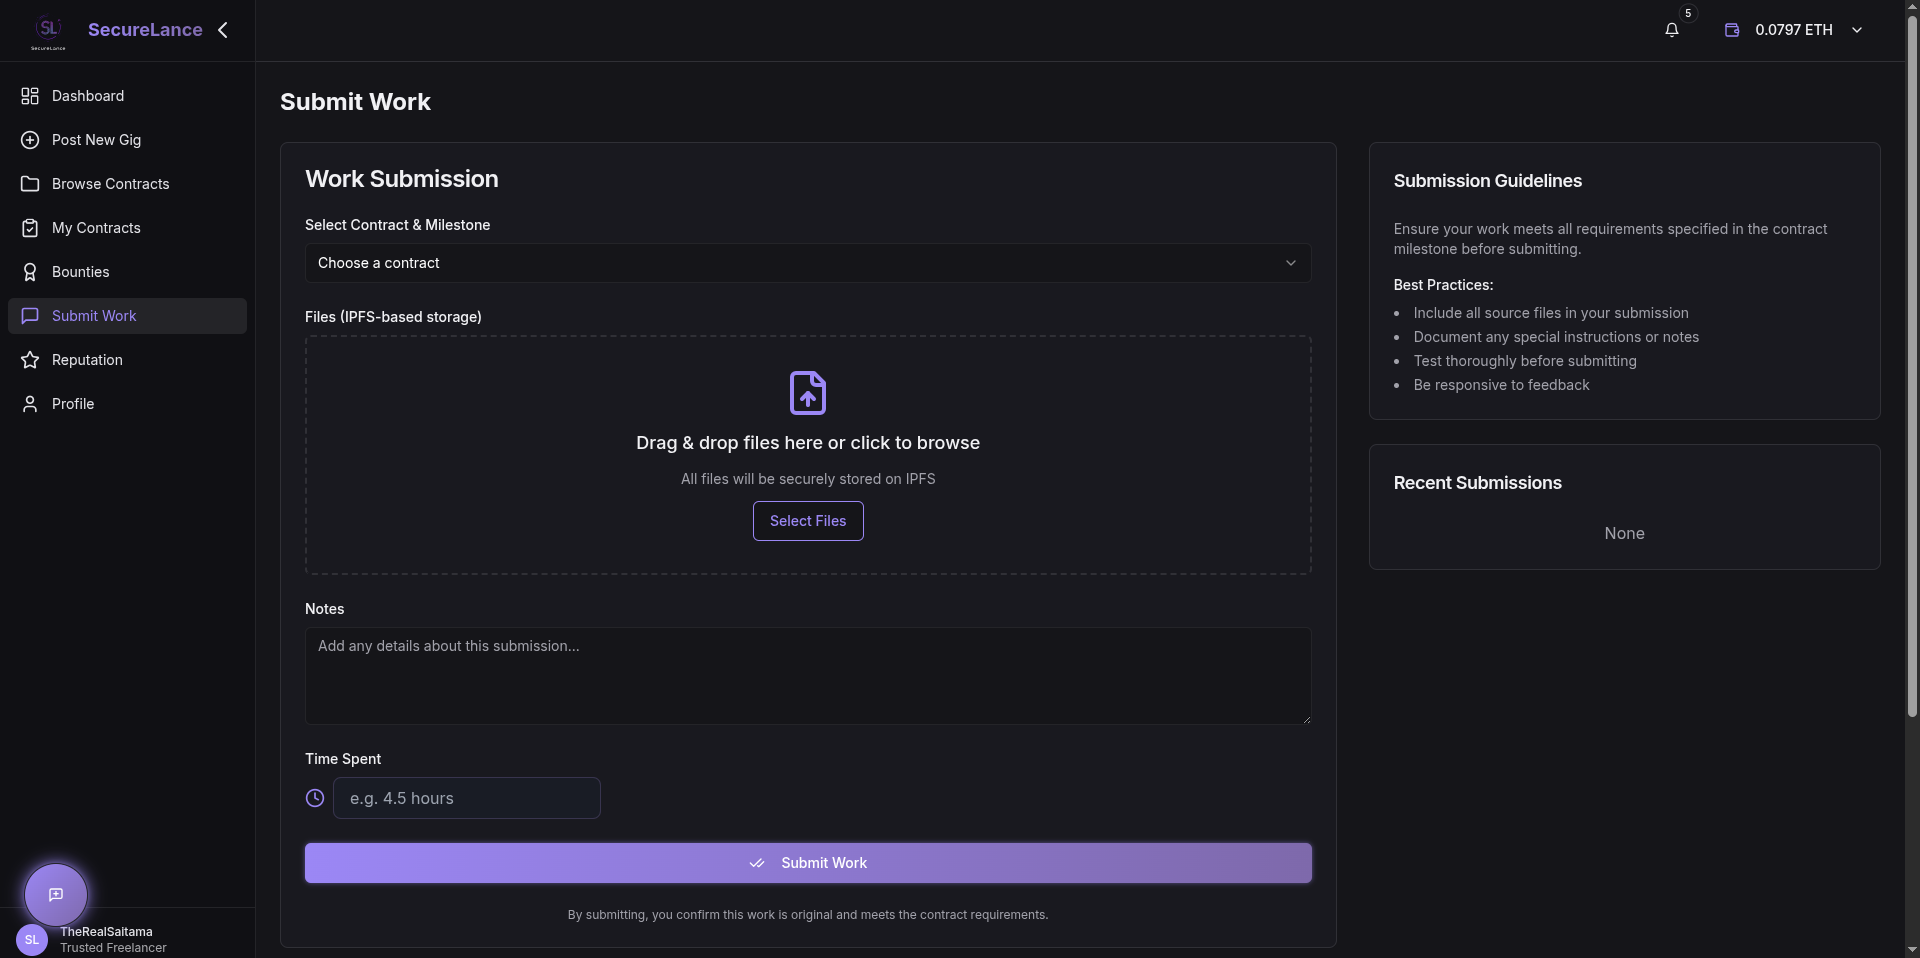 SL
SecureLance
SecureLance
5
0.0797 ETH
Dashboard
Post New Gig
Browse Contracts
My Contracts
Bounties
Submit Work
Reputation
Profile
SL
TheRealSaitama
Trusted Freelancer
Submit Work
Work Submission
Select Contract & Milestone
Choose a contract
Files (IPFS-based storage)
Drag & drop files here or click to browse
All files will be securely stored on IPFS
Select Files
Notes
Add any details about this submission...
Time Spent
e.g. 4.5 hours
Submit Work
By submitting, you confirm this work is original and meets the contract requirements.
Submission Guidelines
Ensure your work meets all requirements specified in the contract
milestone before submitting.
Best Practices:
Include all source files in your submission
Document any special instructions or notes
Test thoroughly before submitting
Be responsive to feedback
Recent Submissions
None